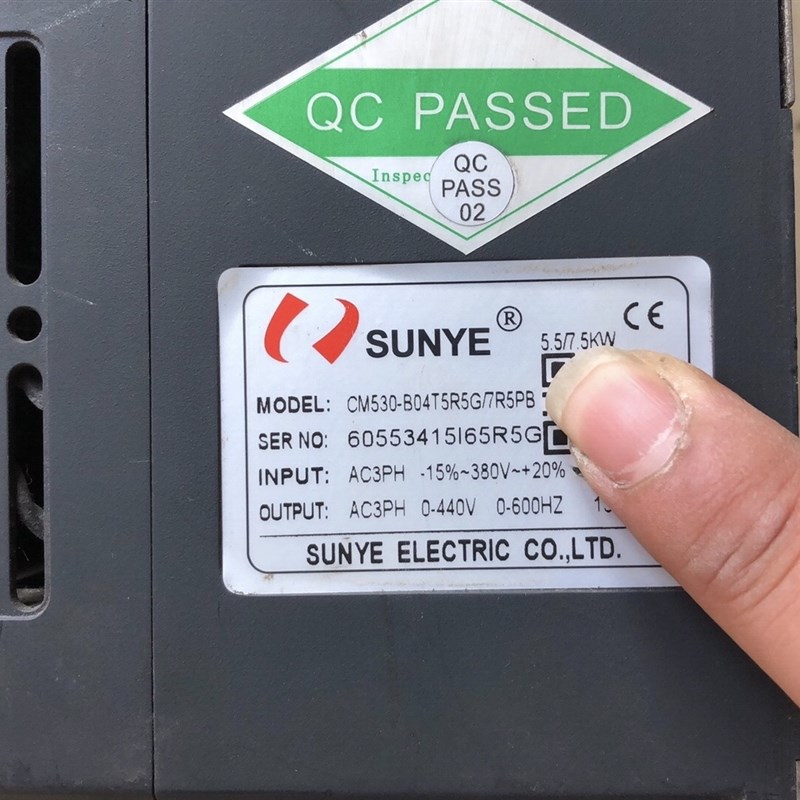 QC PASSED
QC
PASS
02
SUNYE®
CE
5.5/7.5KW
MODEL: CM530-B04T5R5G/7R5PB
SER NO: 60553415I65R5G
INPUT: AC3PH -15%~380V~+20%
OUTPUT: AC3PH 0-440V 0-600HZ
SUNYE ELECTRIC CO.,LTD.